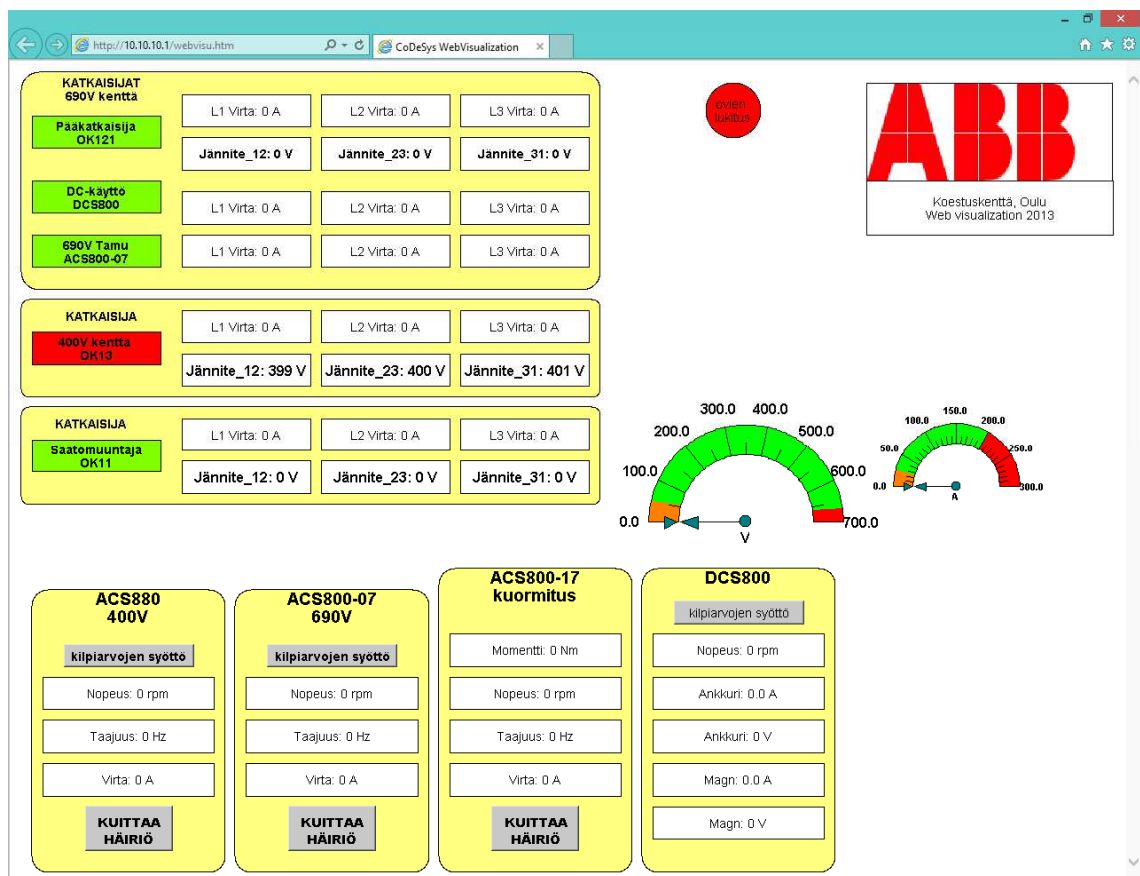 http://10.10.10.1/webvisu.htm
CoDeSys WebVisualization
KATKAISIJAT
690V kenttä
Pääkatkaisija
OK121
L1 Virta: 0 A
L2 Virta: 0 A
L3 Virta: 0 A
Jännite_12: 0 V
Jännite_23: 0 V
Jännite_31: 0 V
DC-käyttö
DCS800
L1 Virta: 0 A
L2 Virta: 0 A
L3 Virta: 0 A
690V Tamu
ACS800-07
L1 Virta: 0 A
L2 Virta: 0 A
L3 Virta: 0 A
KATKAISIJA
400V kenttä
OK13
L1 Virta: 0 A
L2 Virta: 0 A
L3 Virta: 0 A
Jännite_12: 399 V
Jännite_23: 400 V
Jännite_31: 401 V
KATKAISIJA
Säätömuuntaja
OK11
L1 Virta: 0 A
L2 Virta: 0 A
L3 Virta: 0 A
Jännite_12: 0 V
Jännite_23: 0 V
Jännite_31: 0 V
ovien
lukitus
ABB
Koestuskenttä, Oulu
Web visualization 2013
0.0
100.0
200.0
300.0
400.0
500.0
600.0
700.0
V
0.0
50.0
100.0
150.0
200.0
250.0
300.0
A
ACS880
400V
kilpiarvojen syöttö
Nopeus: 0 rpm
Taajuus: 0 Hz
Virta: 0 A
KUITTAA
HÄIRIÖ
ACS800-07
690V
kilpiarvojen syöttö
Nopeus: 0 rpm
Taajuus: 0 Hz
Virta: 0 A
KUITTAA
HÄIRIÖ
ACS800-17
kuormitus
Momentti: 0 Nm
Nopeus: 0 rpm
Taajuus: 0 Hz
Virta: 0 A
KUITTAA
HÄIRIÖ
DCS800
kilpiarvojen syöttö
Nopeus: 0 rpm
Ankkuri: 0.0 A
Ankkuri: 0 V
Magn: 0.0 A
Magn: 0 V